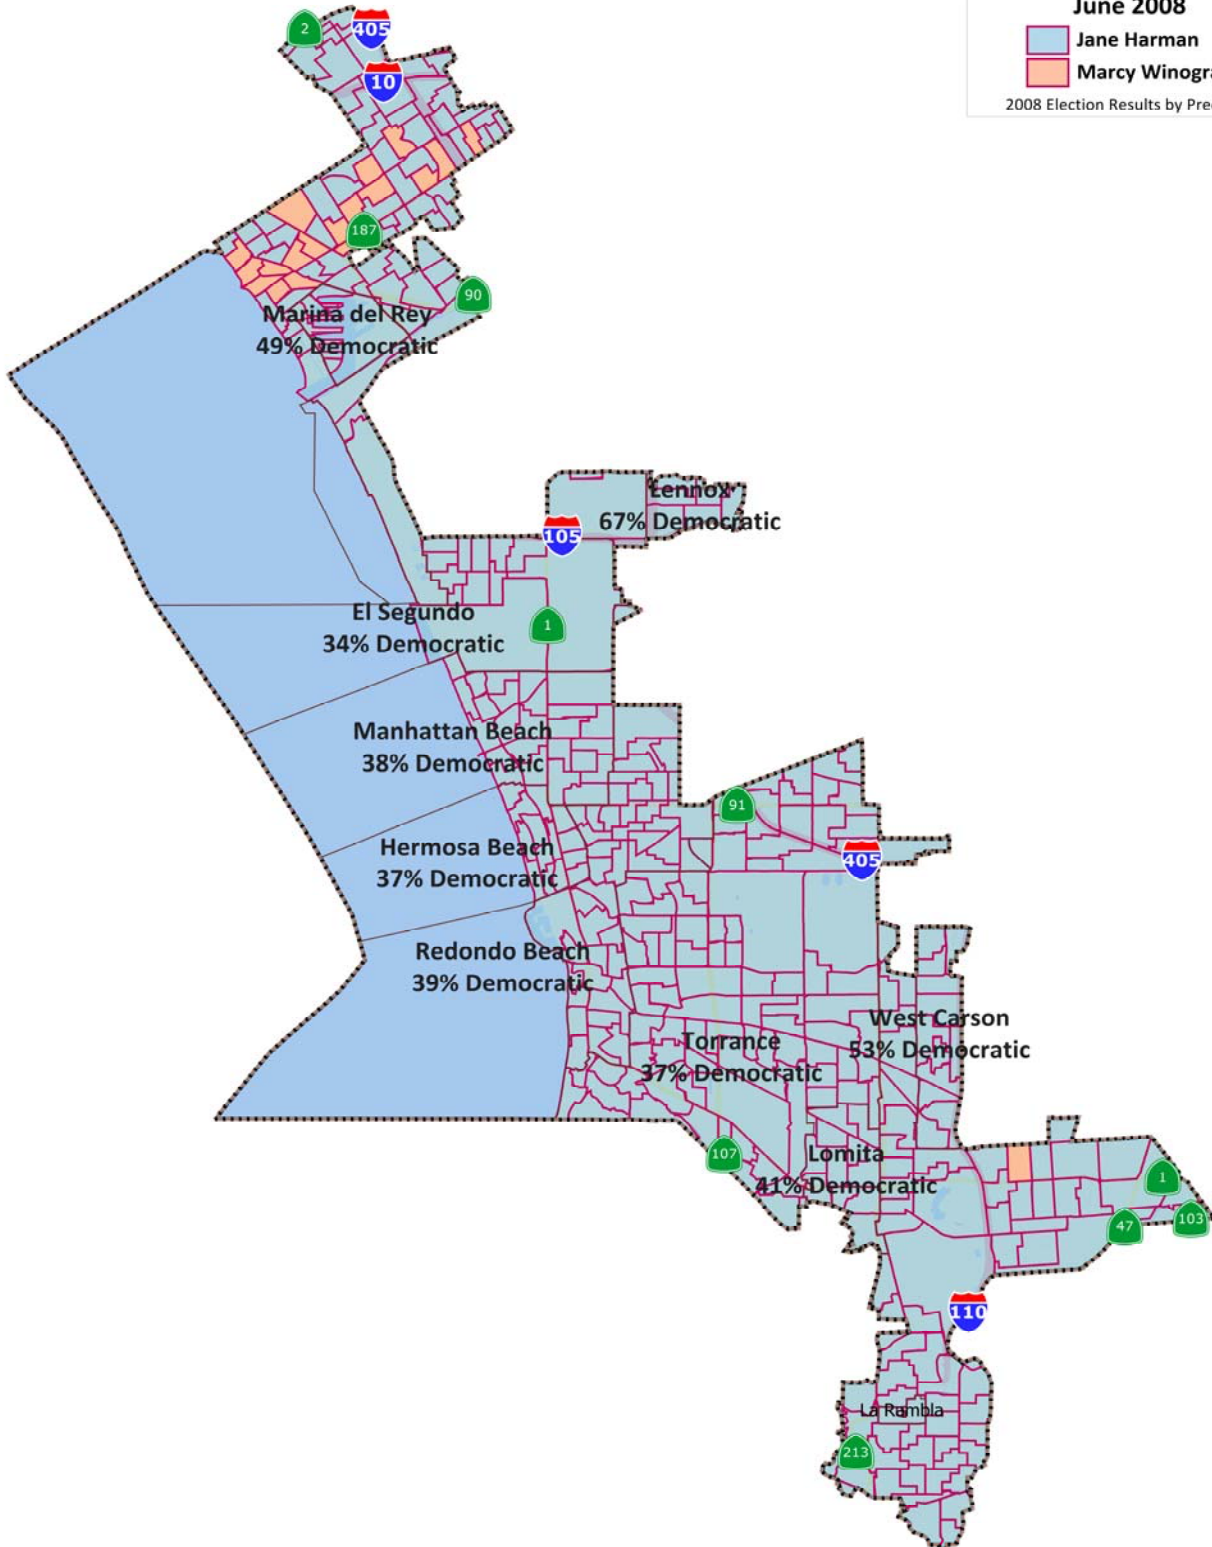 June 2008
Jane Harman
Marcy Winogra
2008 Election Results by Pre
2
405
10
187
90
Marina del Rey
49% Democratic
Lennox
67% Democratic
105
El Segundo
34% Democratic
1
Manhattan Beach
38% Democratic
91
Hermosa Beach
37% Democratic
405
Redondo Beach
39% Democratic
West Carson
53% Democratic
Torrance
37% Democratic
107
Lomita
41% Democratic
1
47
103
110
La Rambla
213